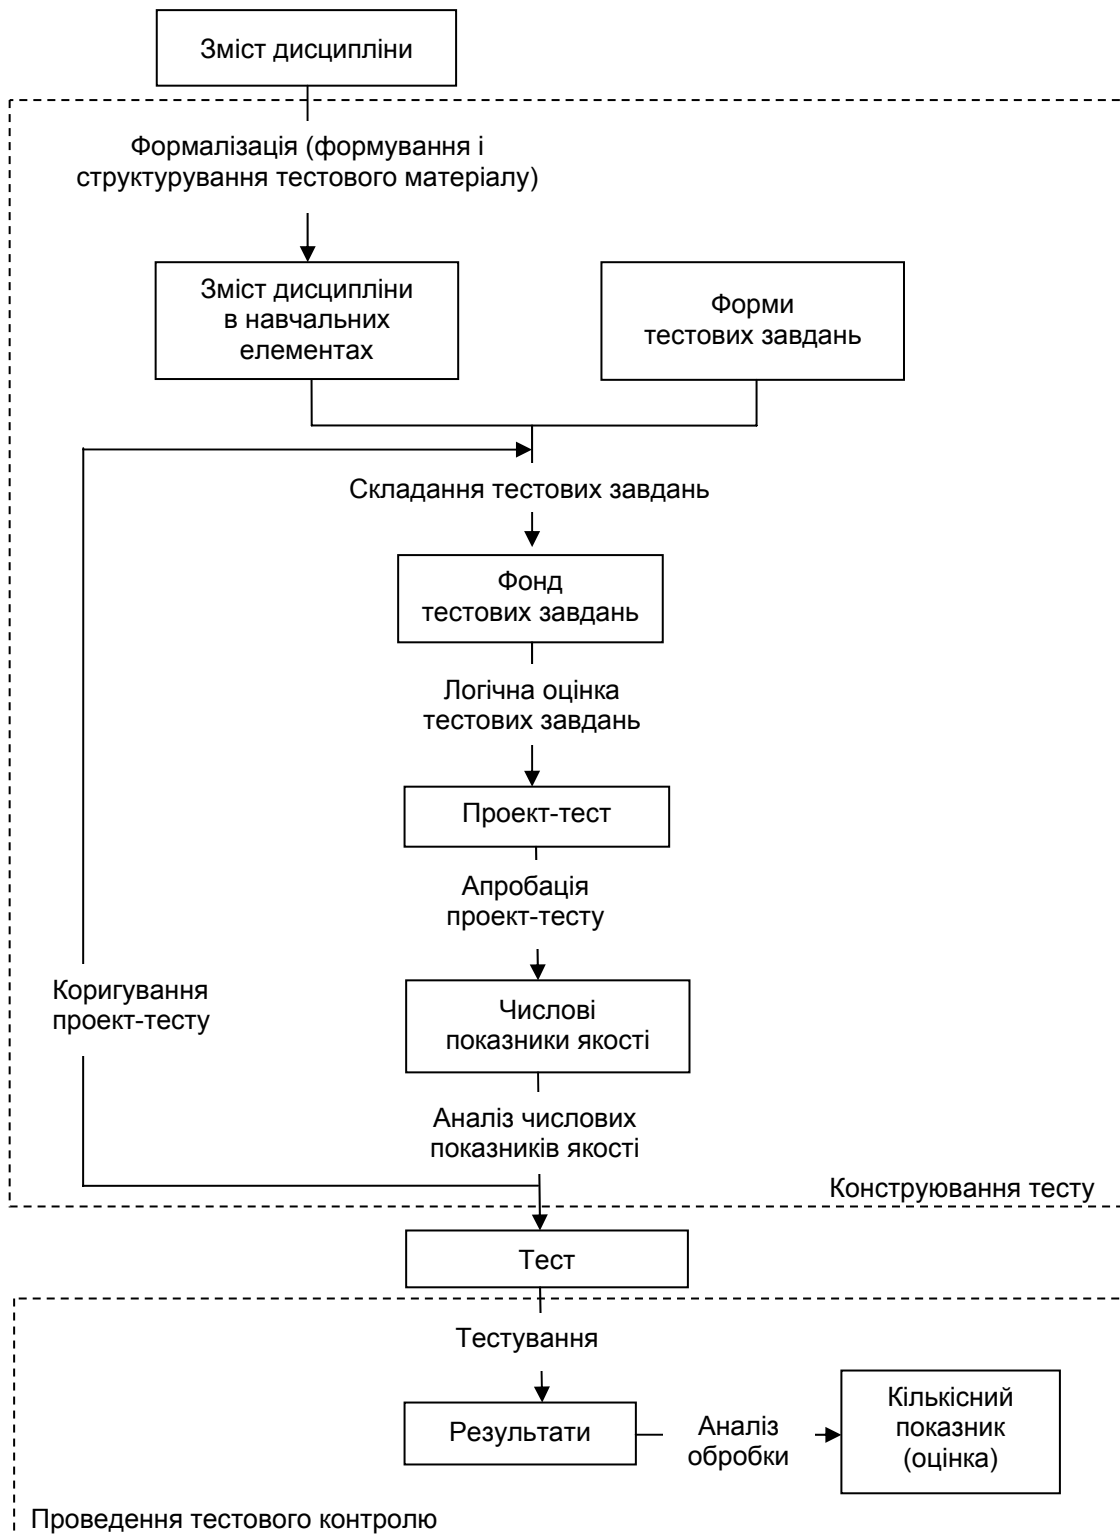 Зміст дисципліни
Формалізація (формування і
структурування тестового матеріалу)
Зміст дисципліни
в навчальних
елементах
Форми
тестових завдань
Складання тестових завдань
Фонд
тестових завдань
Логічна оцінка
тестових завдань
Проект-тест
Апробація
проект-тесту
Коригування
проект-тесту
Числові
показники якості
Аналіз числових
показників якості
Конструювання тесту
Тест
Тестування
Результати
Аналіз
обробки
Кількісний
показник
(оцінка)
Проведення тестового контролю